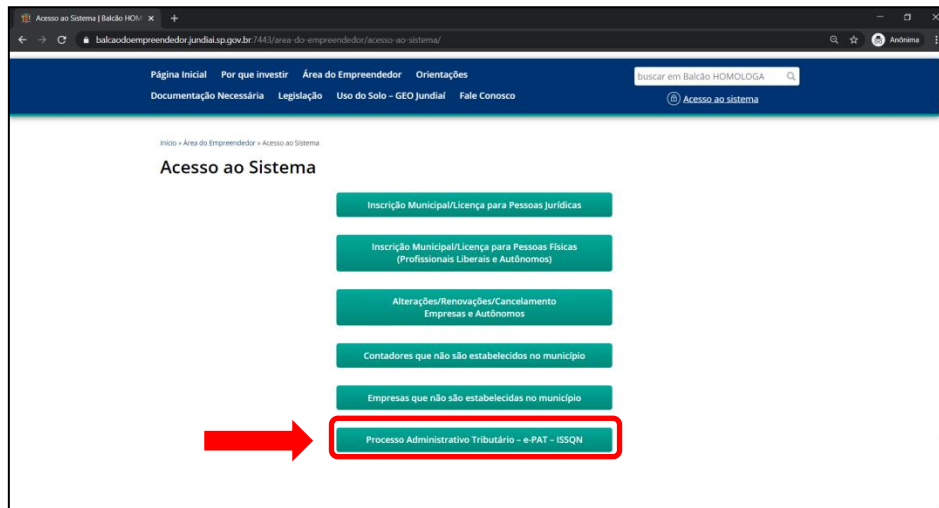 Acesso ao Sistema | Balcão HOM
balcaodoempreendedor.jundiai.sp.gov.br:7443/area-do-empreendedor/acesso-ao-sistema/
Anônima
Página Inicial Por que investir Área do Empreendedor Orientações
buscar em Balcão HOMOLOGA
Documentação Necessária Legislação Uso do Solo – GEO Jundiaí Fale Conosco
Acesso ao sistema
Início » Área do Empreendedor » Acesso ao Sistema
Acesso ao Sistema
Inscrição Municipal/Licença para Pessoas Jurídicas
Inscrição Municipal/Licença para Pessoas Físicas
(Profissionais Liberais e Autônomos)
Alterações/Renovações/Cancelamento
Empresas e Autônomos
Contadores que não são estabelecidos no município
Empresas que não são estabelecidas no município
Processo Administrativo Tributário – e-PAT – ISSQN